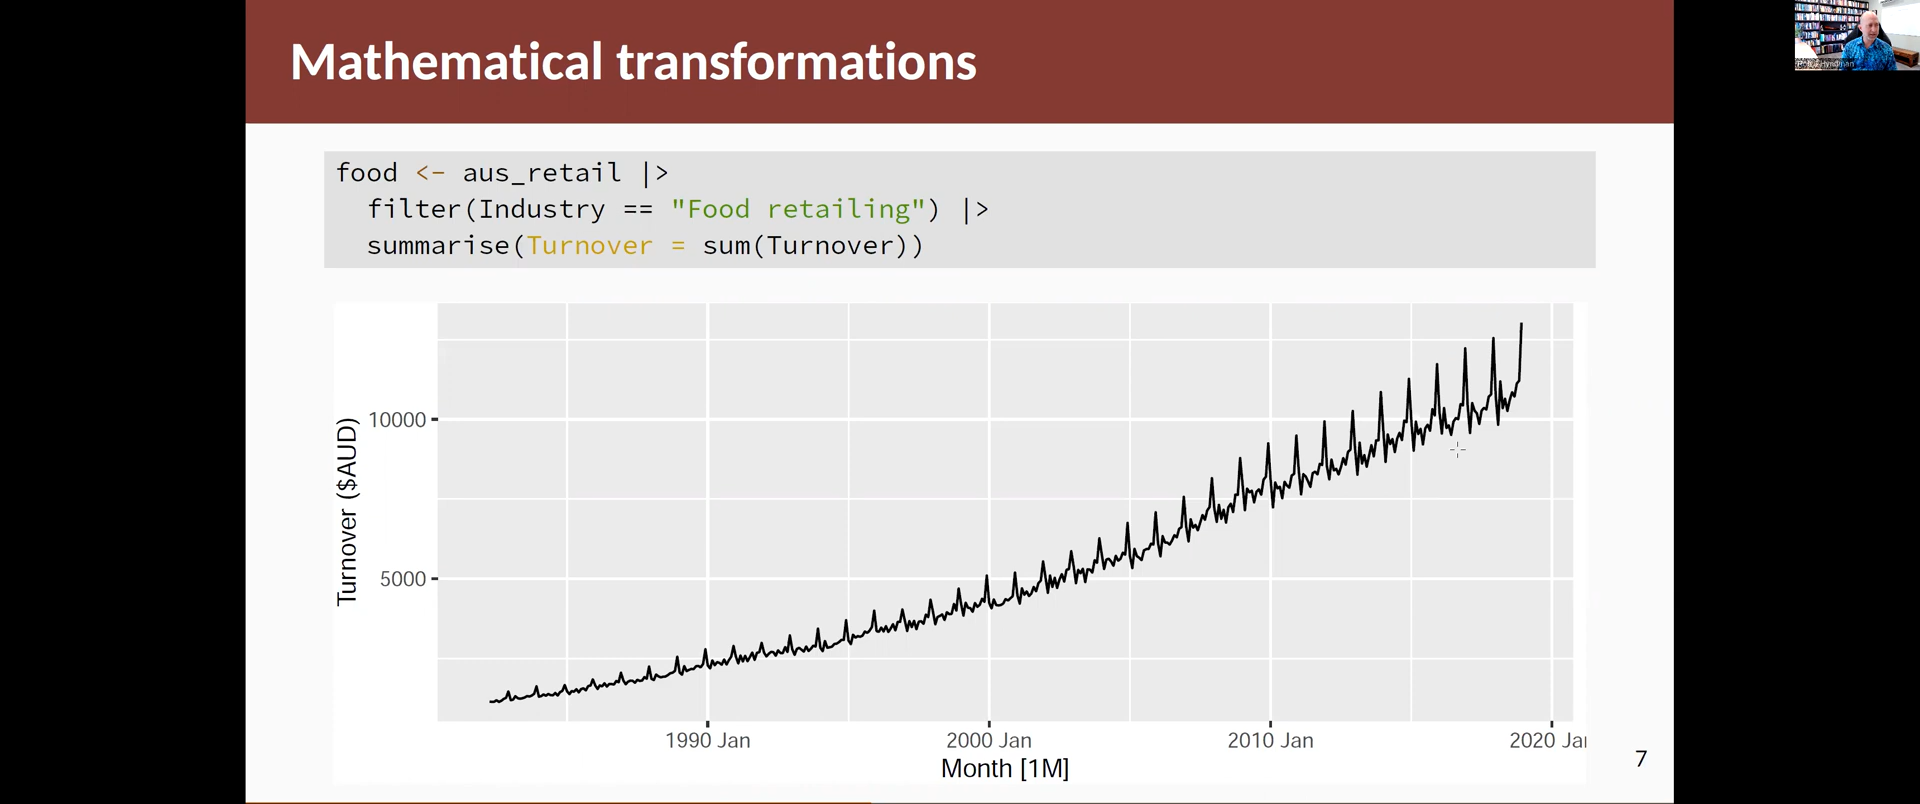 Mathematical transformations
food <- aus_retail |>
filter(Industry == "Food retailing") |>
summarise(Turnover = sum(Turnover))
Turnover ($AUD)
10000
5000
1990 Jan
2000 Jan
2010 Jan
2020 Jan
Month [1M]
7
Hyndman